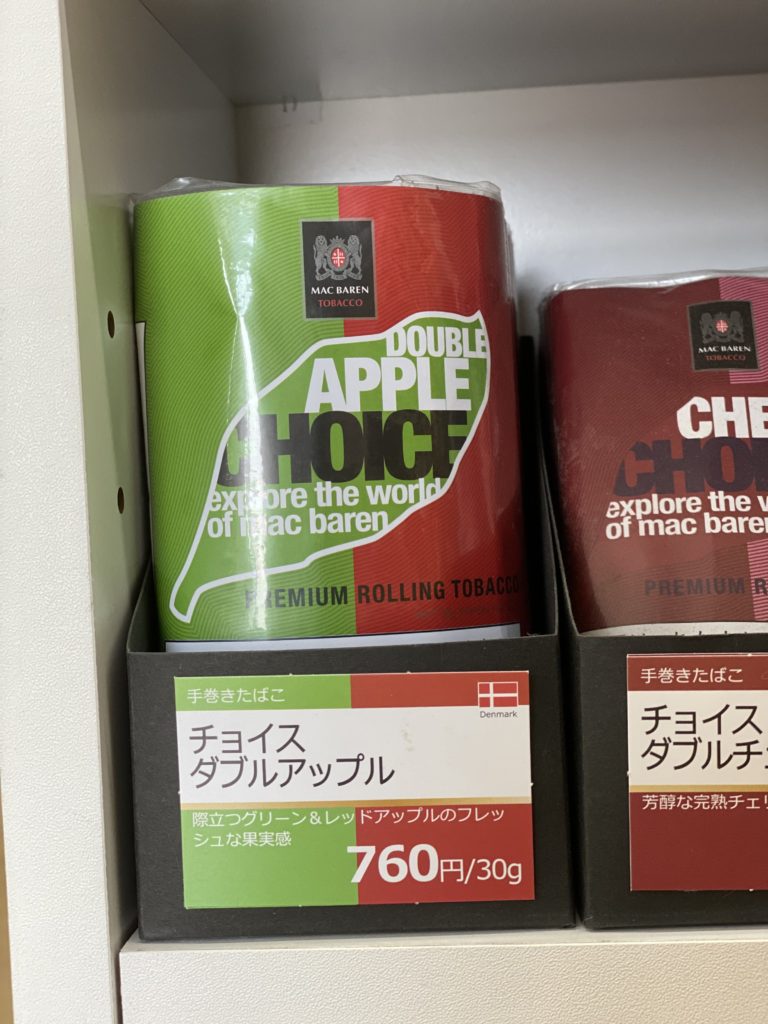 MAC BAREN
TOBACCO
DOUBLE
APPLE
CHOICE
explore the world
of mac baren
PREMIUM ROLLING TOBACCO
手巻きたばこ
Denmark
チョイス
ダブルアップル
際立つグリーン＆レッドアップルのフレッ
シュな果実感
760円/30g
MAC BAREN
TOBACCO
CHE
CHO
explore the
of mac baren
PREMIUM
手巻きたばこ
チョイス
ダブルチ
芳醇な完熟チェリ